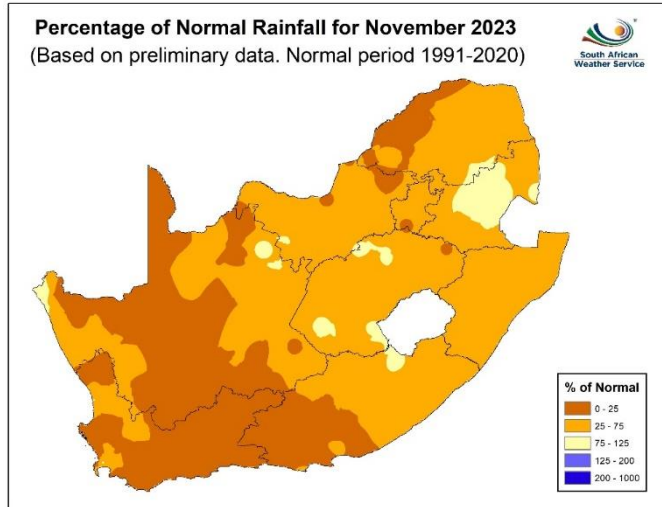 Percentage of Normal Rainfall for November 2023
(Based on preliminary data. Normal period 1991-2020)
South African
Weather Service
% of Normal
0 - 25
25 - 75
75 - 125
125 - 200
200 - 1000